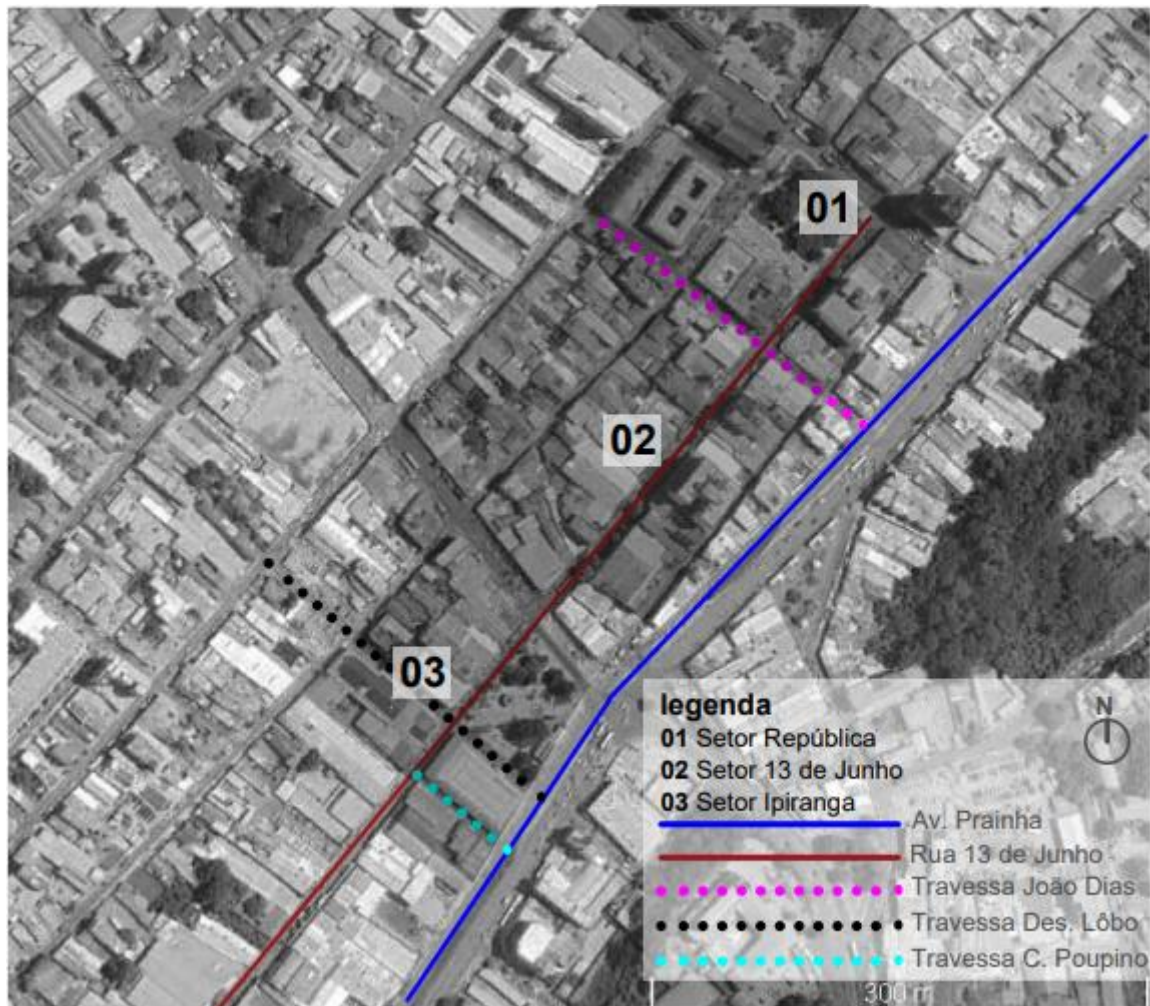 01
02
03
legenda
N
01 Setor República
02 Setor 13 de Junho
03 Setor Ipiranga
Av. Prainha
Rua 13 de Junho
Travessa João Dias
Travessa Des. Lôbo
Travessa C. Poupino
300 m